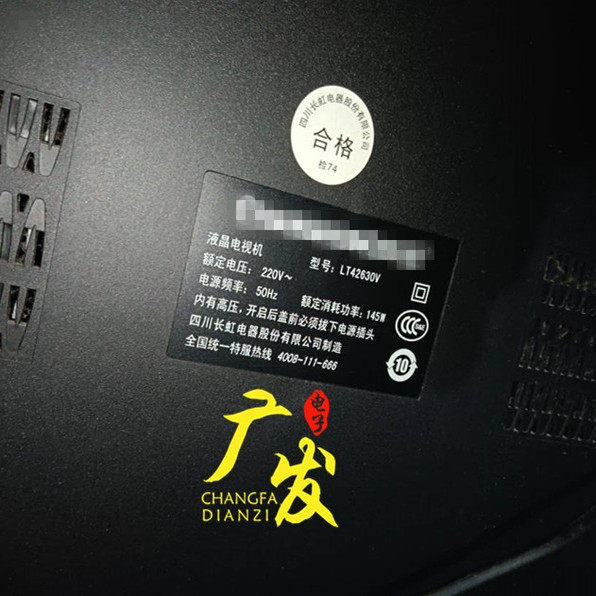 四川长虹电器股份有限公司
合格
检74
液晶电视机 型号：LT42630V
额定电压：220V～
电源频率：50Hz 额定消耗功率：145W
内有高压，开启后盖前必须拔下电源插头
四川长虹电器股份有限公司制造
全国统一特服热线 4008-111-666
CCC S&E
10
电子
广发
CHANGFA
DIANZI